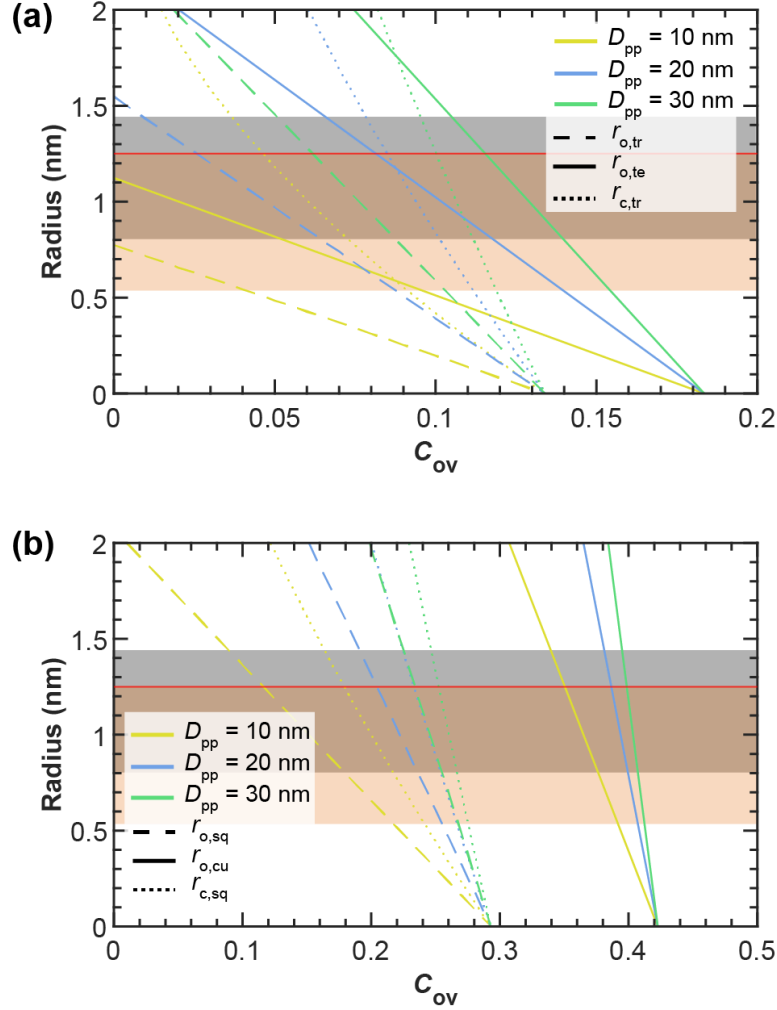 (a)
2
1.5
1
0.5
0
Radius (nm)
D_pp = 10 nm
D_pp = 20 nm
D_pp = 30 nm
r_o,tr
r_o,te
r_c,tr
0 0.05 0.1 0.15 0.2
C_ov
(b)
2
1.5
1
0.5
0
Radius (nm)
D_pp = 10 nm
D_pp = 20 nm
D_pp = 30 nm
r_o,sq
r_o,cu
r_c,sq
0 0.1 0.2 0.3 0.4 0.5
C_ov